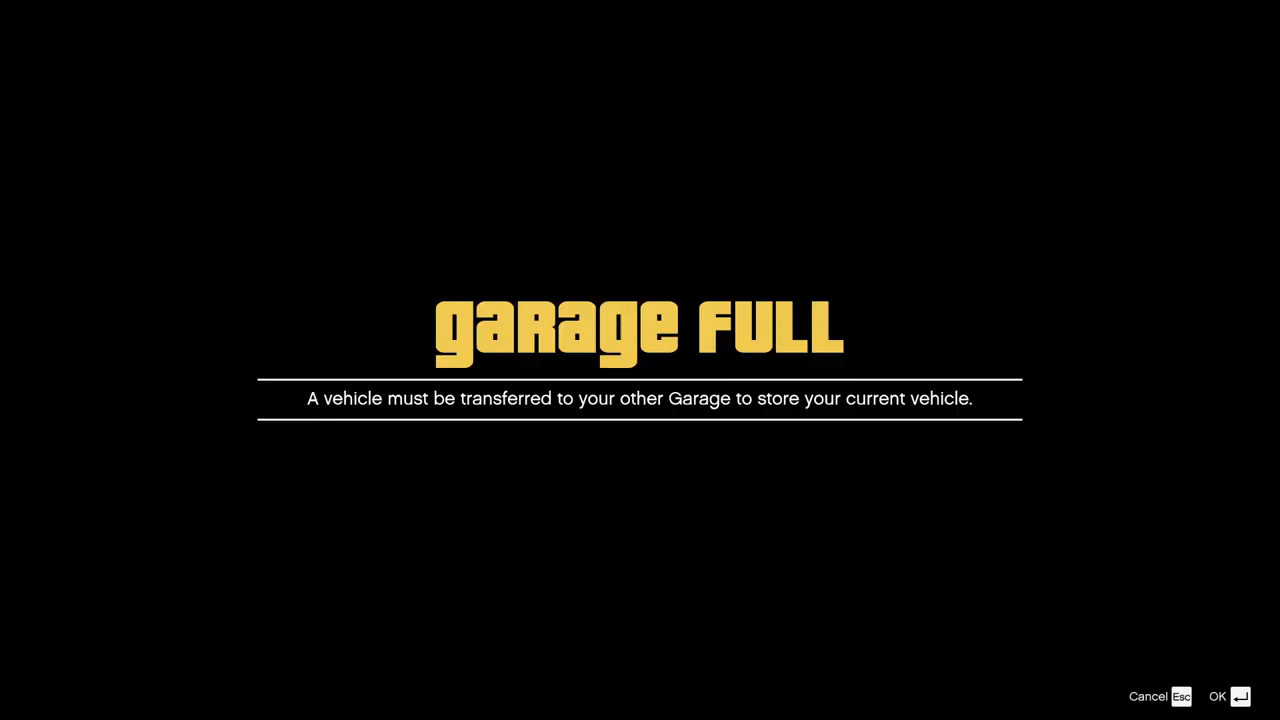 garage FULL
A vehicle must be transferred to your other Garage to store your current vehicle.
Cancel Esc OK